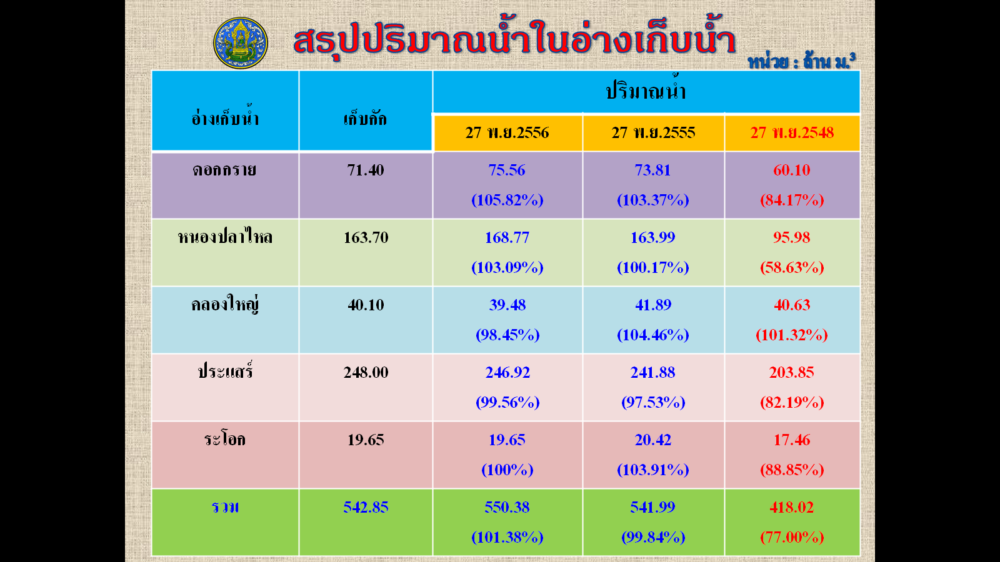 สรุปปริมาณน้ำในอ่างเก็บน้ำ
หน่วย : ล้าน ม.³
อ่างเก็บน้ำ เก็บกัก ปริมาณน้ำ
27 พ.ย.2556 27 พ.ย.2555 27 พ.ย.2548
ดอกกราย 71.40 75.56 73.81 60.10
(105.82%) (103.37%) (84.17%)
หนองปลาไหล 163.70 168.77 163.99 95.98
(103.09%) (100.17%) (58.63%)
คลองใหญ่ 40.10 39.48 41.89 40.63
(98.45%) (104.46%) (101.32%)
ประแสร์ 248.00 246.92 241.88 203.85
(99.56%) (97.53%) (82.19%)
ระโอก 19.65 19.65 20.42 17.46
(100%) (103.91%) (88.85%)
รวม 542.85 550.38 541.99 418.02
(101.38%) (99.84%) (77.00%)